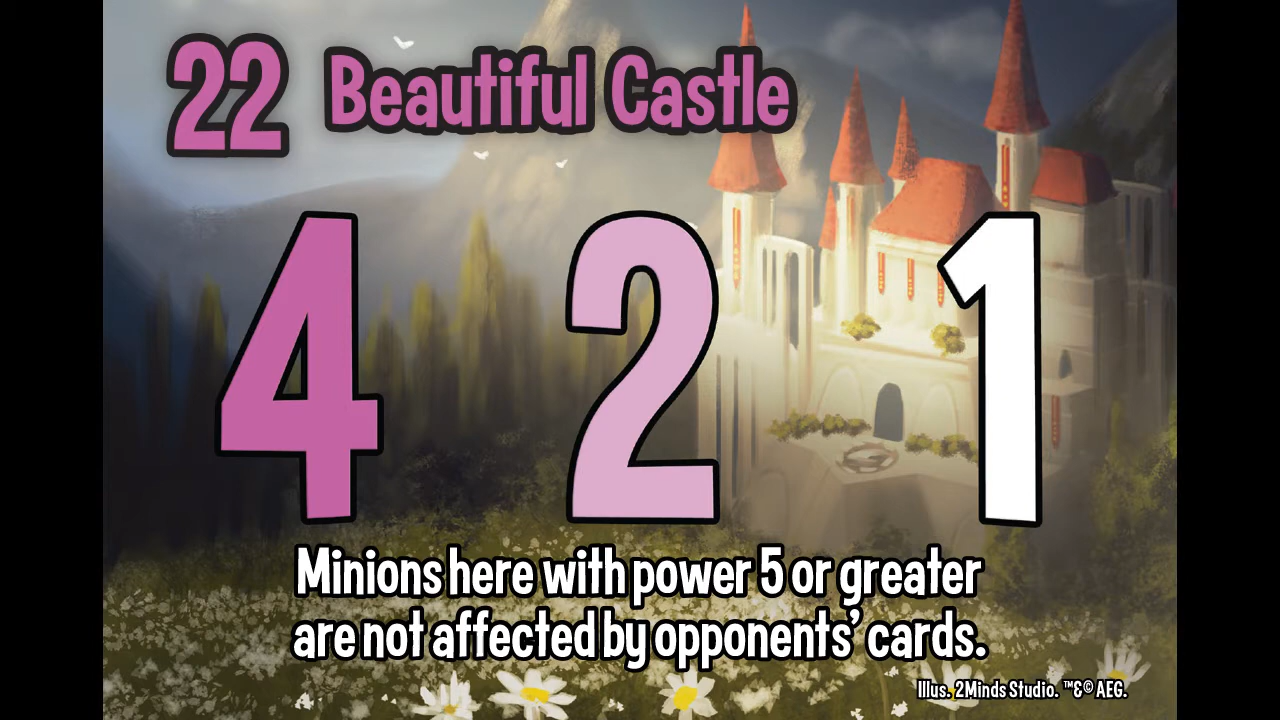 22 Beautiful Castle
4 2 1
Minions here with power 5 or greater
are not affected by opponents’ cards.
Illus. 2Minds Studio. ™&© AEG.